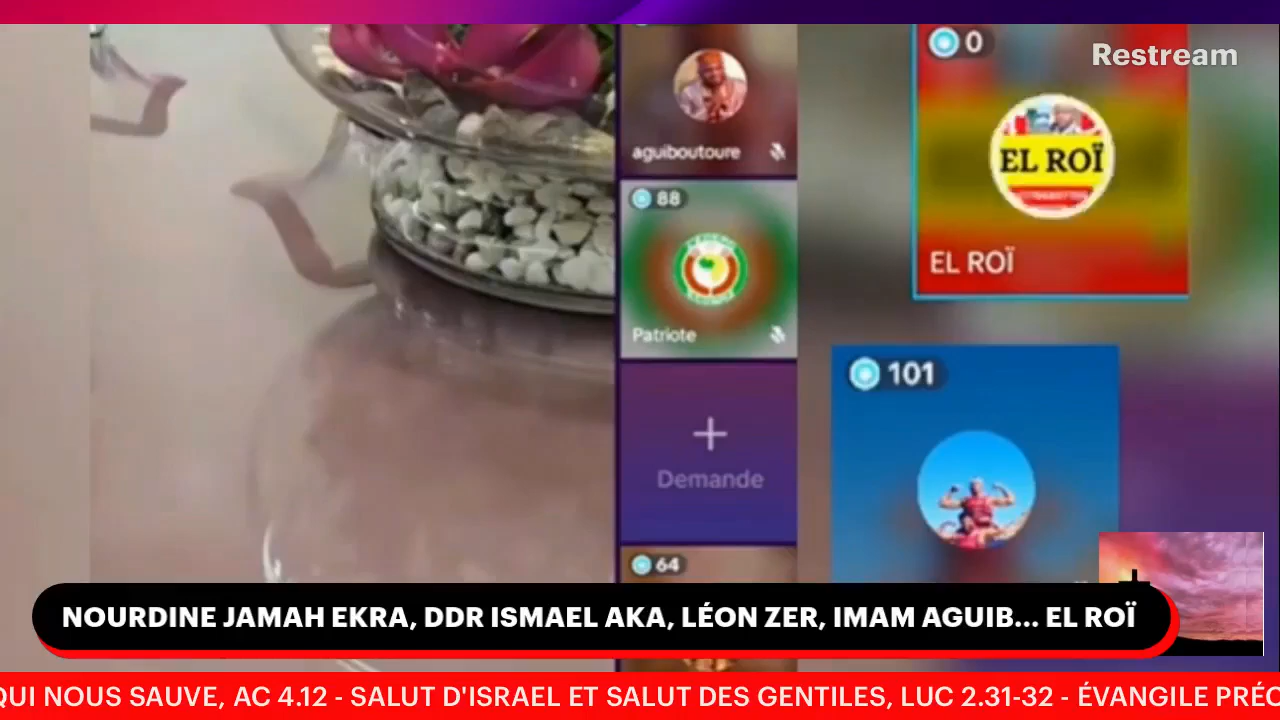 0
Restream
aguiboutoure
EL ROÏ
88
EL ROÏ
Patriote
101
Demande
64
NOURDINE JAMAH EKRA, DDR ISMAEL AKA, LÉON ZER, IMAM AGUIB... EL ROÏ
QUI NOUS SAUVE, AC 4.12 - SALUT D'ISRAEL ET SALUT DES GENTILES, LUC 2.31-32 - ÉVANGILE PRÉC